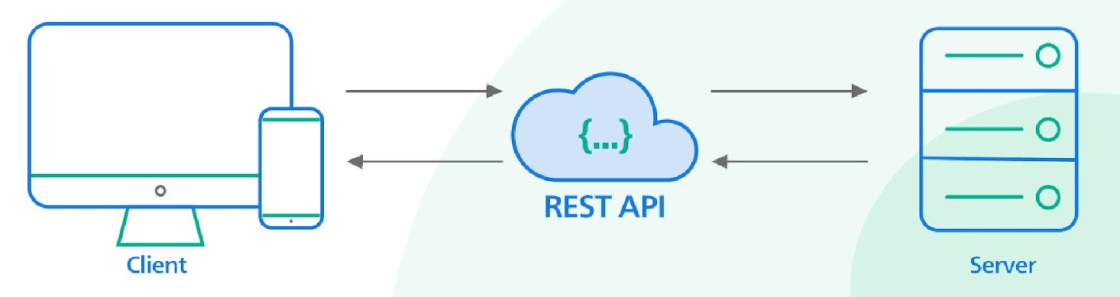 {...}
REST API
Client
Server